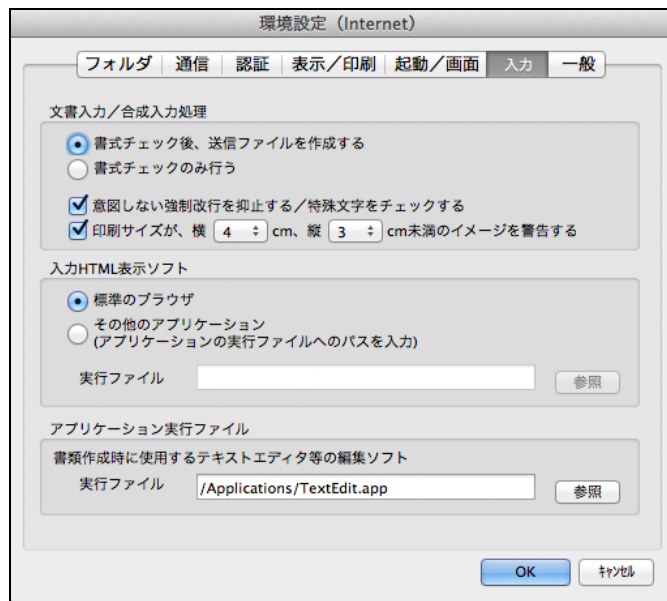 環境設定（Internet）
フォルダ 通信 認証 表示／印刷 起動／画面 入力 一般
文書入力／合成入力処理
書式チェック後、送信ファイルを作成する
書式チェックのみ行う
意図しない強制改行を抑止する／特殊文字をチェックする
印刷サイズが、横 4 cm、縦 3 cm未満のイメージを警告する
入力HTML表示ソフト
標準のブラウザ
その他のアプリケーション
(アプリケーションの実行ファイルへのパスを入力)
実行ファイル 参照
アプリケーション実行ファイル
書類作成時に使用するテキストエディタ等の編集ソフト
実行ファイル /Applications/TextEdit.app 参照
OK ｷｬﾝｾﾙ